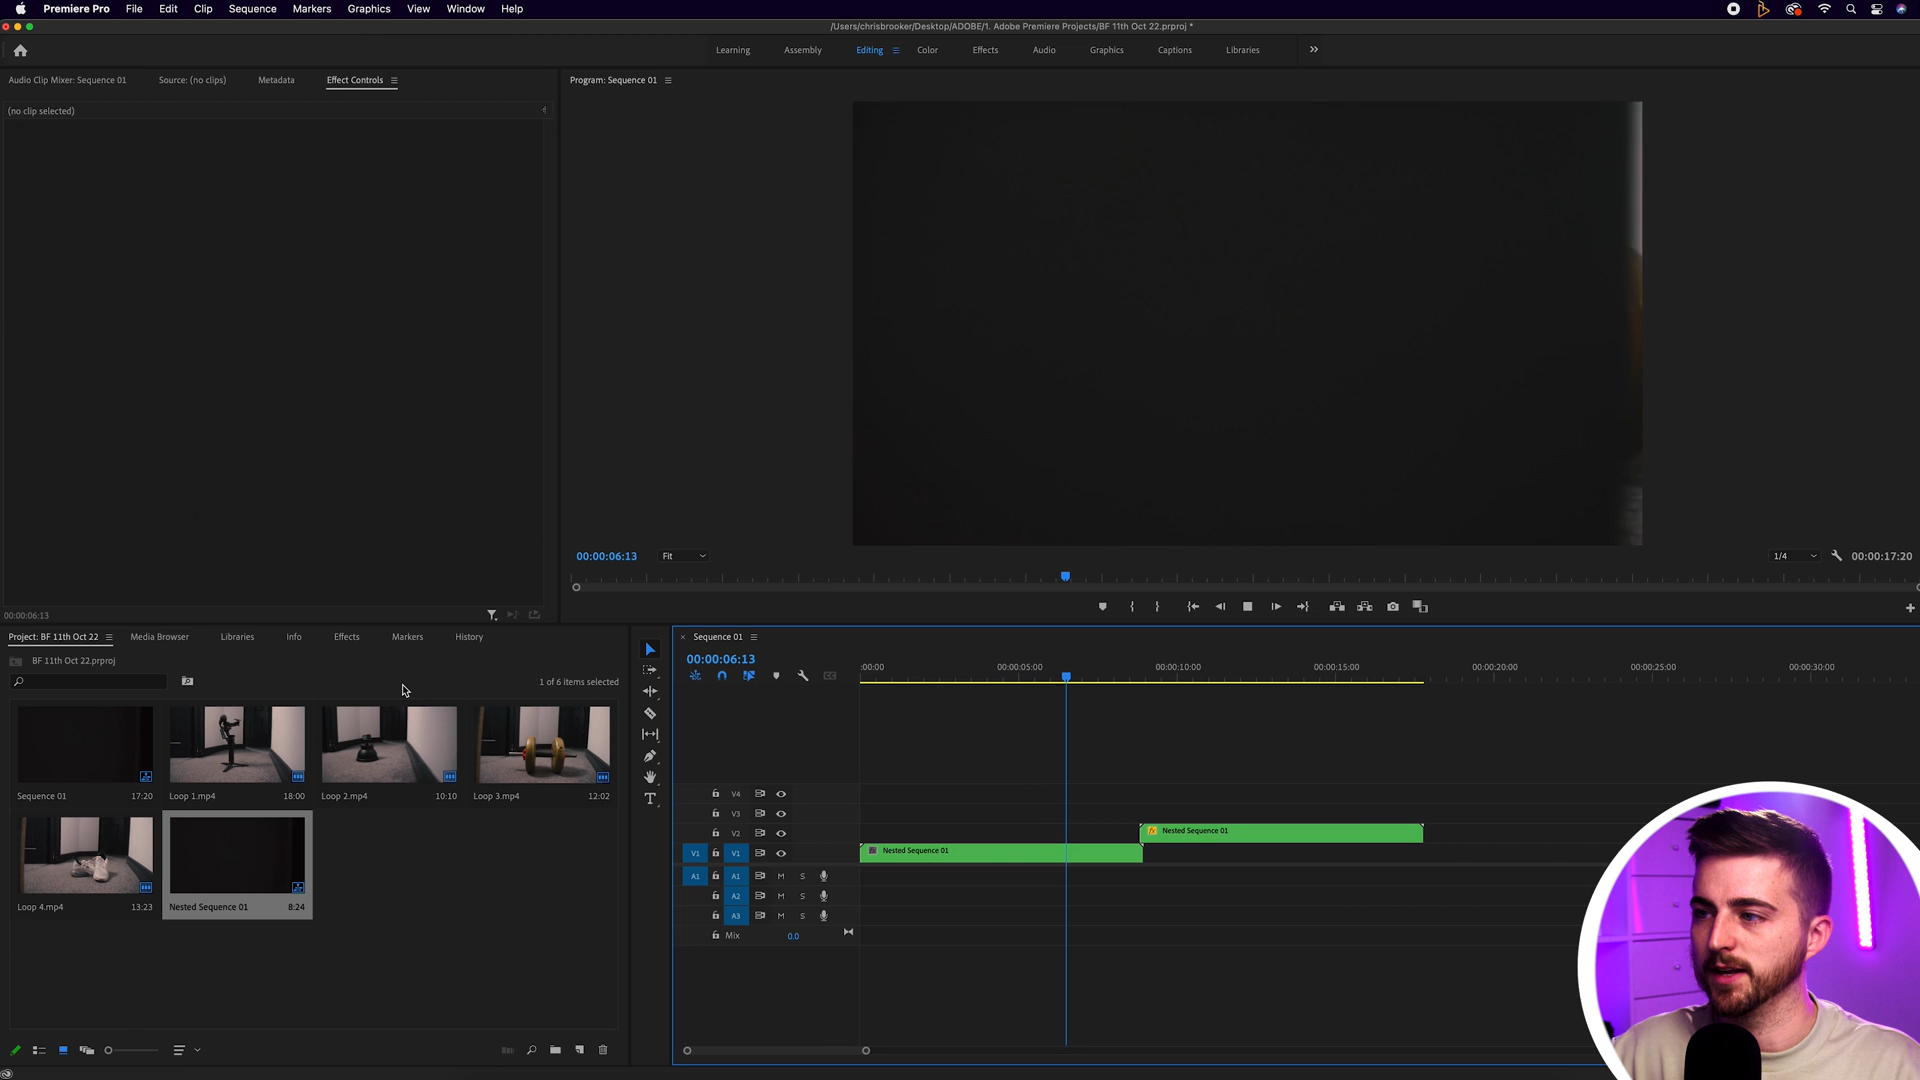 Premiere Pro File Edit Clip Sequence Markers Graphics View Window Help
/Users/chrisbrooker/Desktop/ADOBE/1. Adobe Premiere Projects/BF 11th Oct 22.prproj *
Learning Assembly Editing Color Effects Audio Graphics Captions Libraries
Audio Clip Mixer: Sequence 01 Source: (no clips) Metadata Effect Controls
Program: Sequence 01
(no clip selected)
00:00:06:13 Fit 1/4 00:00:17:20
00:00:06:13
Project: BF 11th Oct 22 Media Browser Libraries Info Effects Markers History
BF 11th Oct 22.prproj
1 of 6 items selected
Sequence 01 17:20 Loop 1.mp4 18:00 Loop 2.mp4 10:10 Loop 3.mp4 12:02
Loop 4.mp4 13:23 Nested Sequence 01 8:24
Sequence 01
00:00:06:13
:00:00 00:00:05:00 00:00:10:00 00:00:15:00 00:00:20:00 00:00:25:00 00:00:30:00
V4
V3
V2 Nested Sequence 01
V1 V1 Nested Sequence 01
A1 A1 M S
A2 M S
A3 M S
Mix 0.0